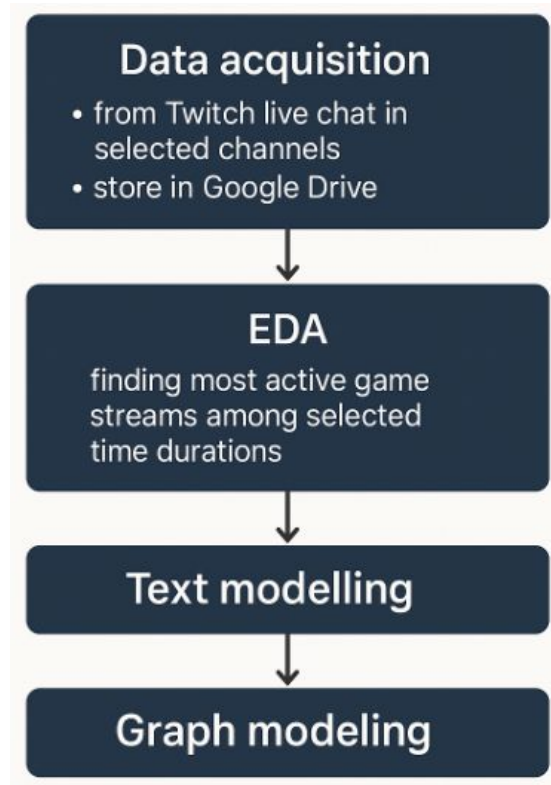 Data acquisition
• from Twitch live chat in
selected channels
• store in Google Drive
EDA
finding most active game
streams among selected
time durations
Text modelling
Graph modeling